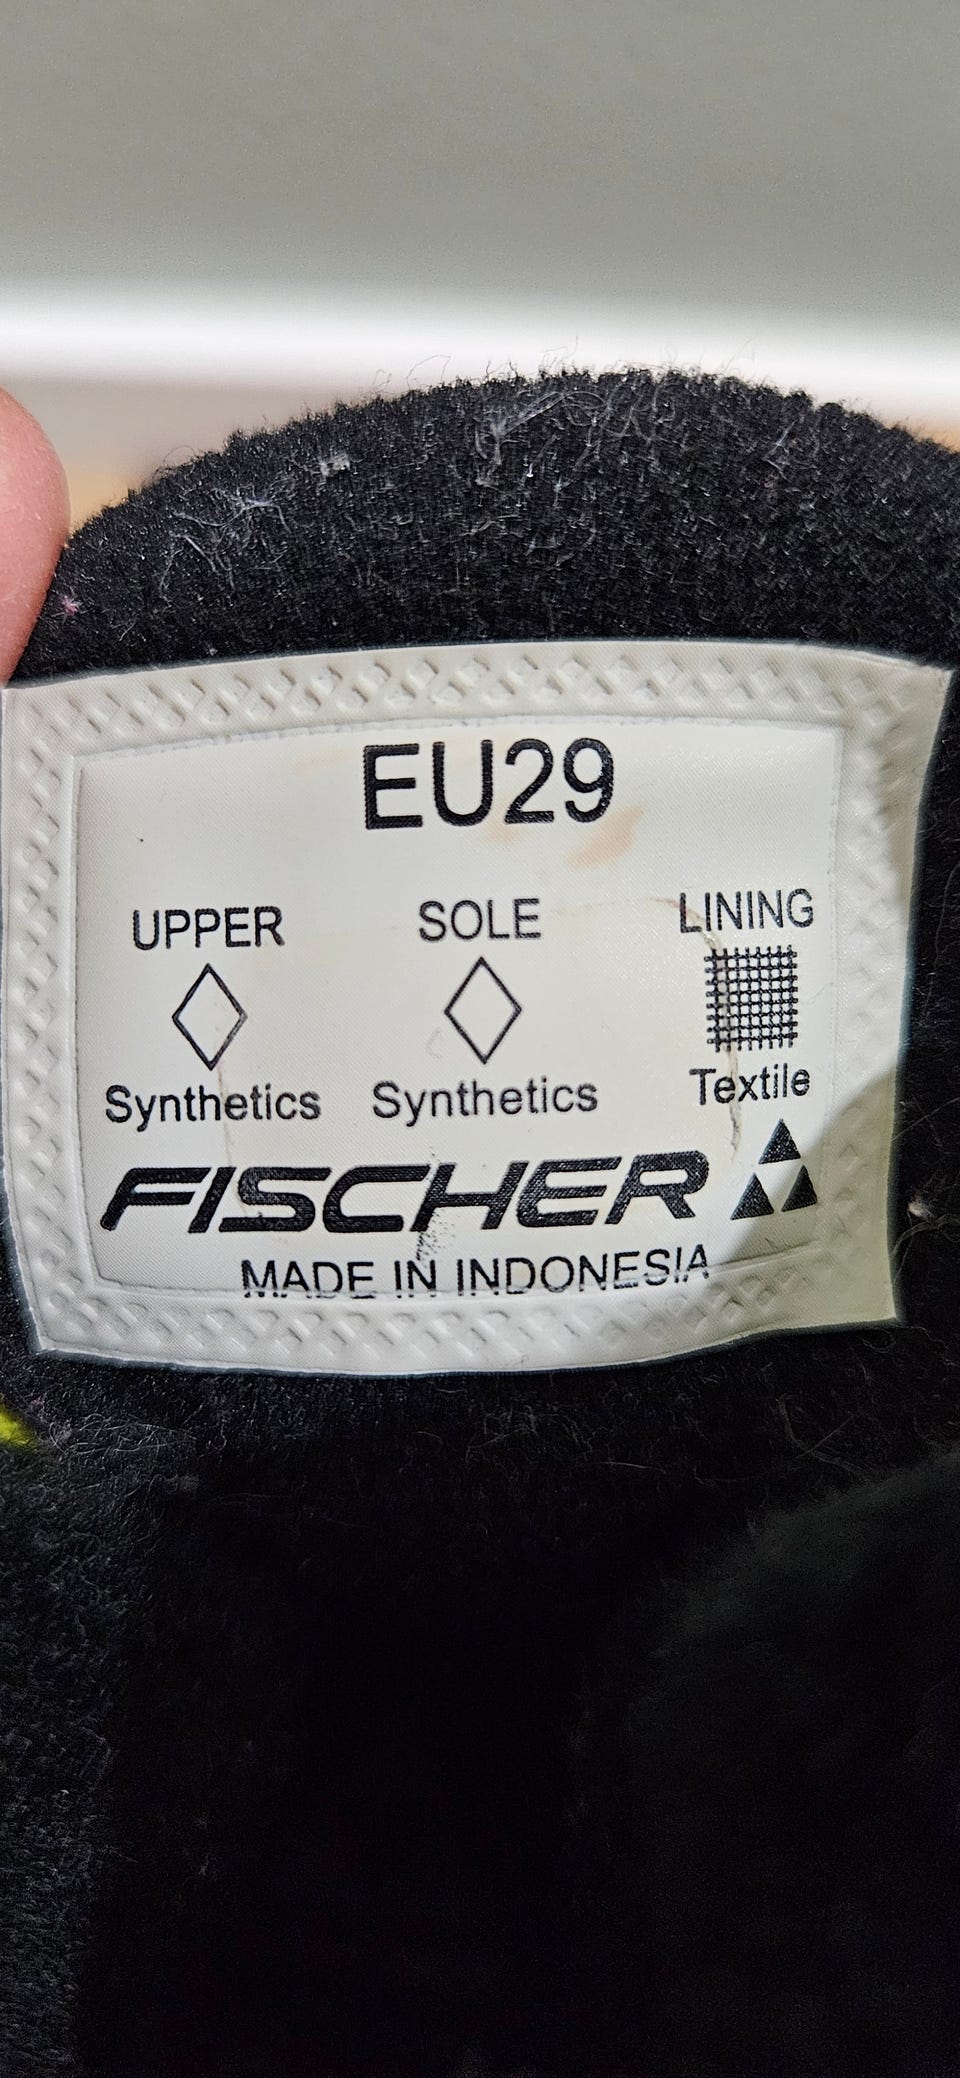 EU29
UPPER SOLE LINING
Synthetics Synthetics Textile
FISCHER
MADE IN INDONESIA